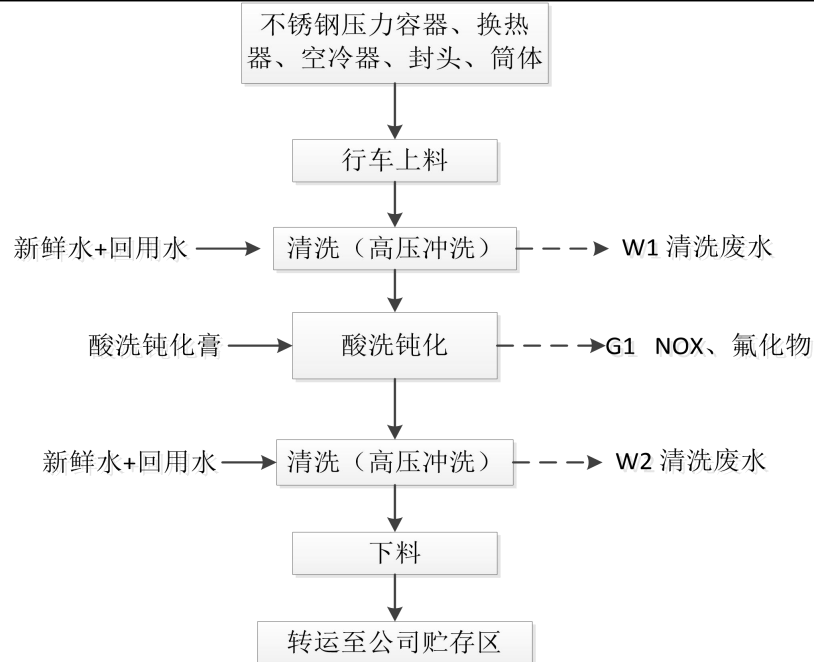 不锈钢压力容器、换热
器、空冷器、封头、筒体
行车上料
新鲜水+回用水
清洗（高压冲洗）
W1 清洗废水
酸洗钝化膏
酸洗钝化
G1 NOX、氟化物
新鲜水+回用水
清洗（高压冲洗）
W2 清洗废水
下料
转运至公司贮存区